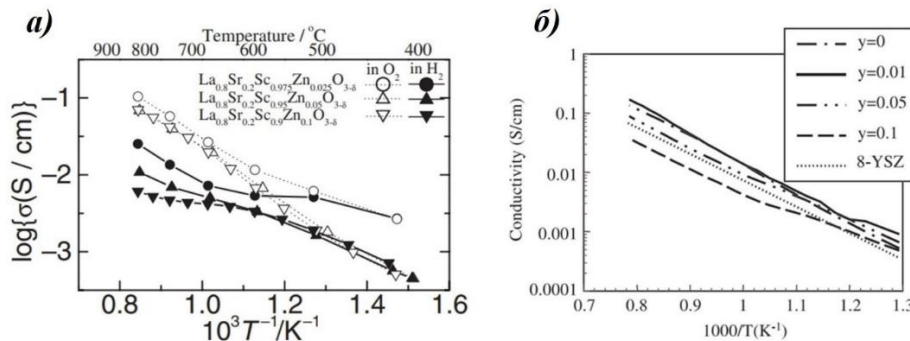 а)
Temperature / °C
900 800 700 600 500 400
in O₂ in H₂
La₀.₈Sr₀.₂Sc₀.₉₇₅Zn₀.₀₂₅O₃₋δ
La₀.₈Sr₀.₂Sc₀.₉₅Zn₀.₀₅O₃₋δ
La₀.₈Sr₀.₂Sc₀.₉Zn₀.₁O₃₋δ
log{σ(S / cm)}
-1
-2
-3
0.8 1.0 1.2 1.4 1.6
10³T⁻¹/K⁻¹
б)
y=0
y=0.01
y=0.05
y=0.1
8-YSZ
Conductivity (S/cm)
1
0.1
0.01
0.001
0.0001
0.7 0.8 0.9 1 1.1 1.2 1.3
1000/T(K⁻¹)